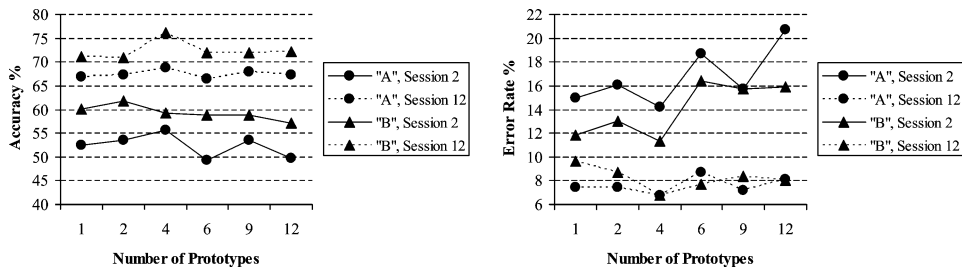 80
75
70
65
60
55
50
45
40
Accuracy %
1 2 4 6 9 12
Number of Prototypes
"A", Session 2
"A", Session 12
"B", Session 2
"B", Session 12
22
20
18
16
14
12
10
8
6
Error Rate %
1 2 4 6 9 12
Number of Prototypes
"A", Session 2
"A", Session 12
"B", Session 2
"B", Session 12